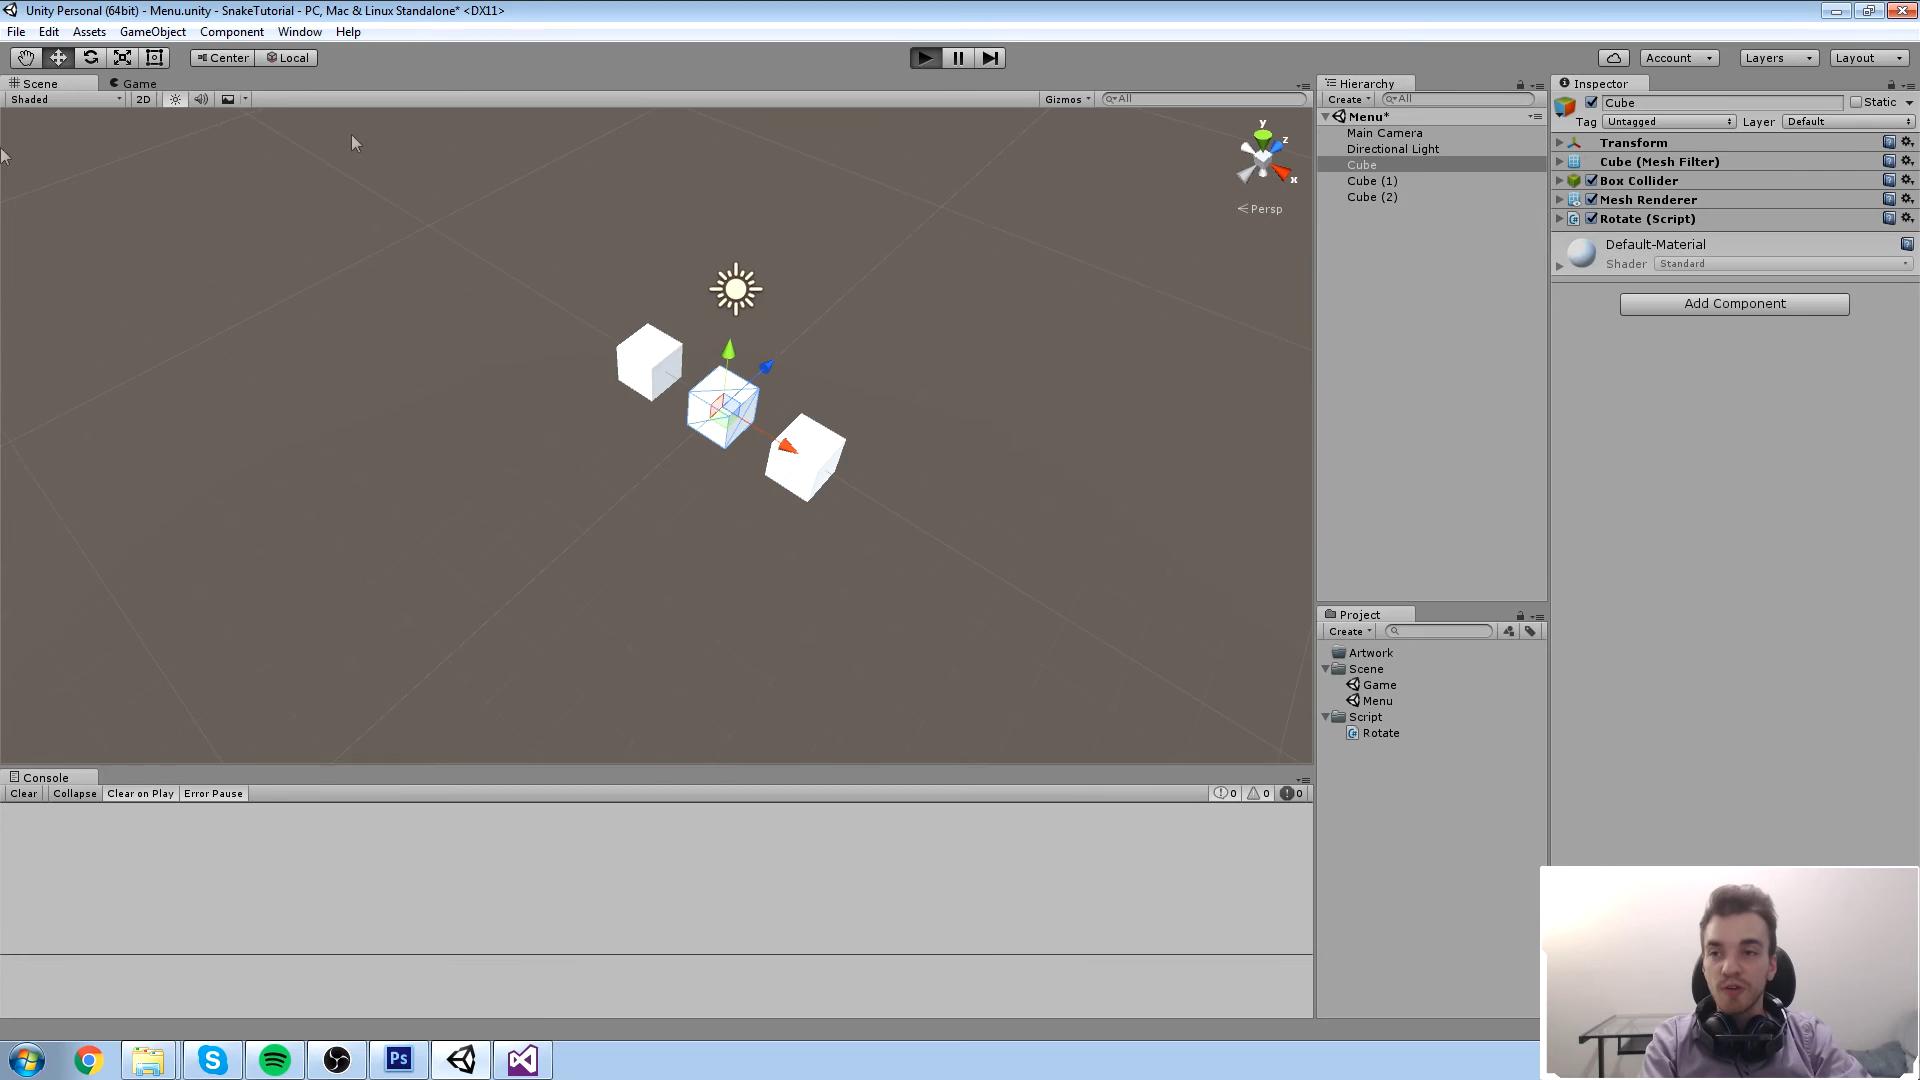 Unity Personal (64bit) - Menu.unity - SnakeTutorial - PC, Mac & Linux Standalone* <DX11>
File Edit Assets GameObject Component Window Help
Center Local Account Layers Layout
Scene Game
Shaded 2D Gizmos All
y
z
x
Persp
Hierarchy
Create All
Menu*
Main Camera
Directional Light
Cube
Cube (1)
Cube (2)
Project
Create
Artwork
Scene
Game
Menu
Script
Rotate
Inspector
Cube Static
Tag Untagged Layer Default
Transform
Cube (Mesh Filter)
Box Collider
Mesh Renderer
Rotate (Script)
Default-Material
Shader Standard
Add Component
Console
Clear Collapse Clear on Play Error Pause 0 0 0
Ps